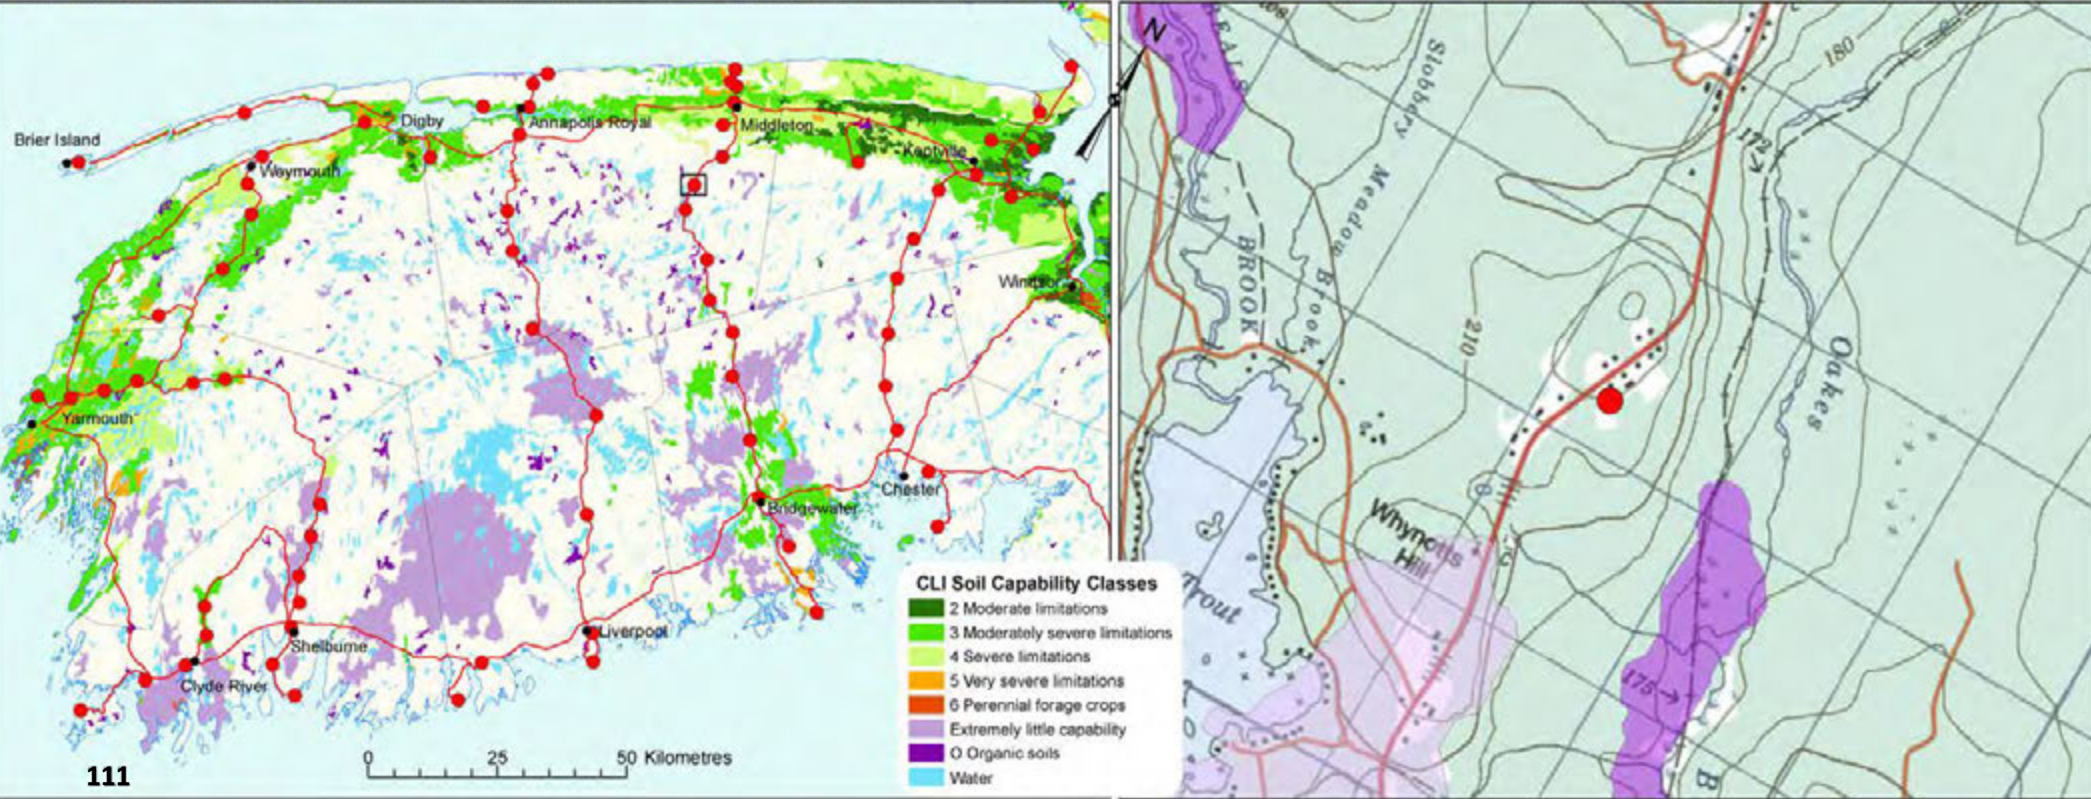 Brier Island
Digby
Weymouth
Annapolis Royal
Middleton
Kentville
Windsor
Yarmouth
Chester
Bridgewater
Shelburne
Liverpool
Clyde River
0 25 50 Kilometres
111
CLI Soil Capability Classes
2 Moderate limitations
3 Moderately severe limitations
4 Severe limitations
5 Very severe limitations
6 Perennial forage crops
Extremely little capability
O Organic soils
Water
N
Slobbery
Meadow
Brook
BROOK
180
172
210
Oakes
Whynotts
Hill
Trout
175
B